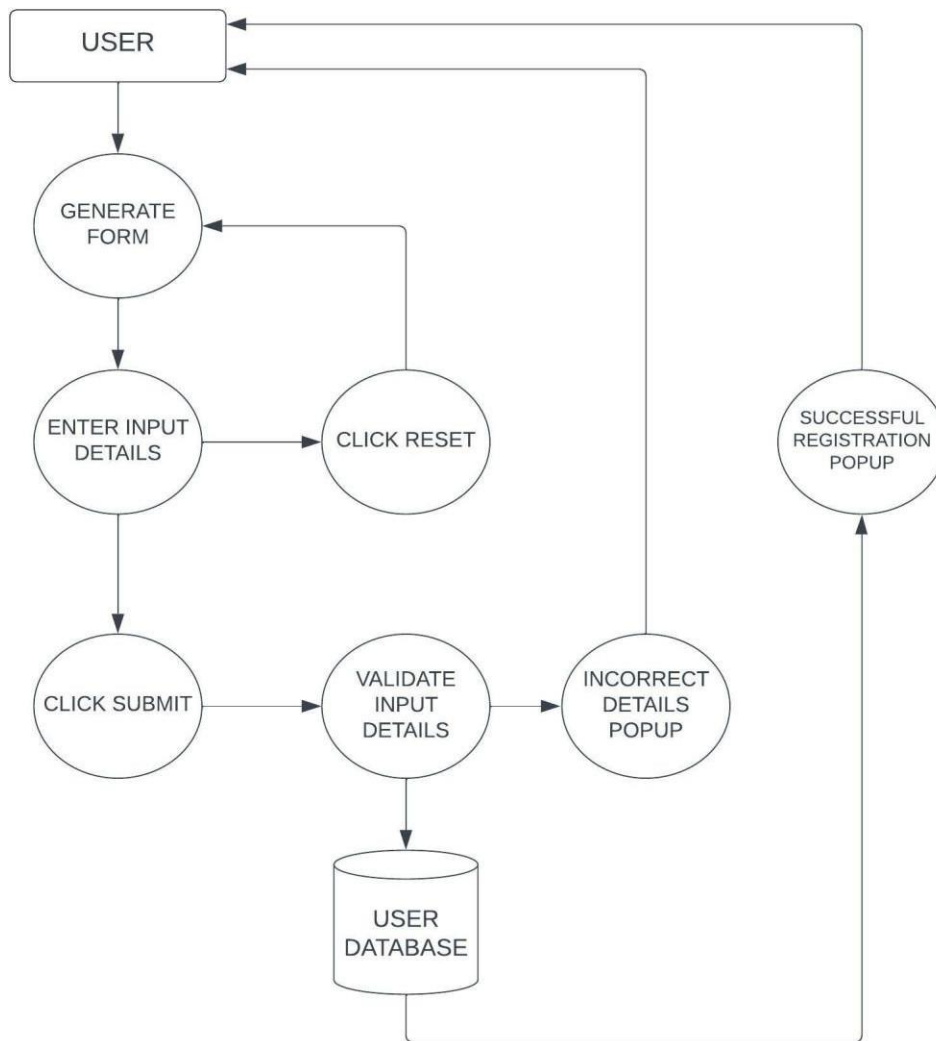 USER
GENERATE
FORM
ENTER INPUT
DETAILS
CLICK RESET
SUCCESSFUL
REGISTRATION
POPUP
CLICK SUBMIT
VALIDATE
INPUT
DETAILS
INCORRECT
DETAILS
POPUP
USER
DATABASE